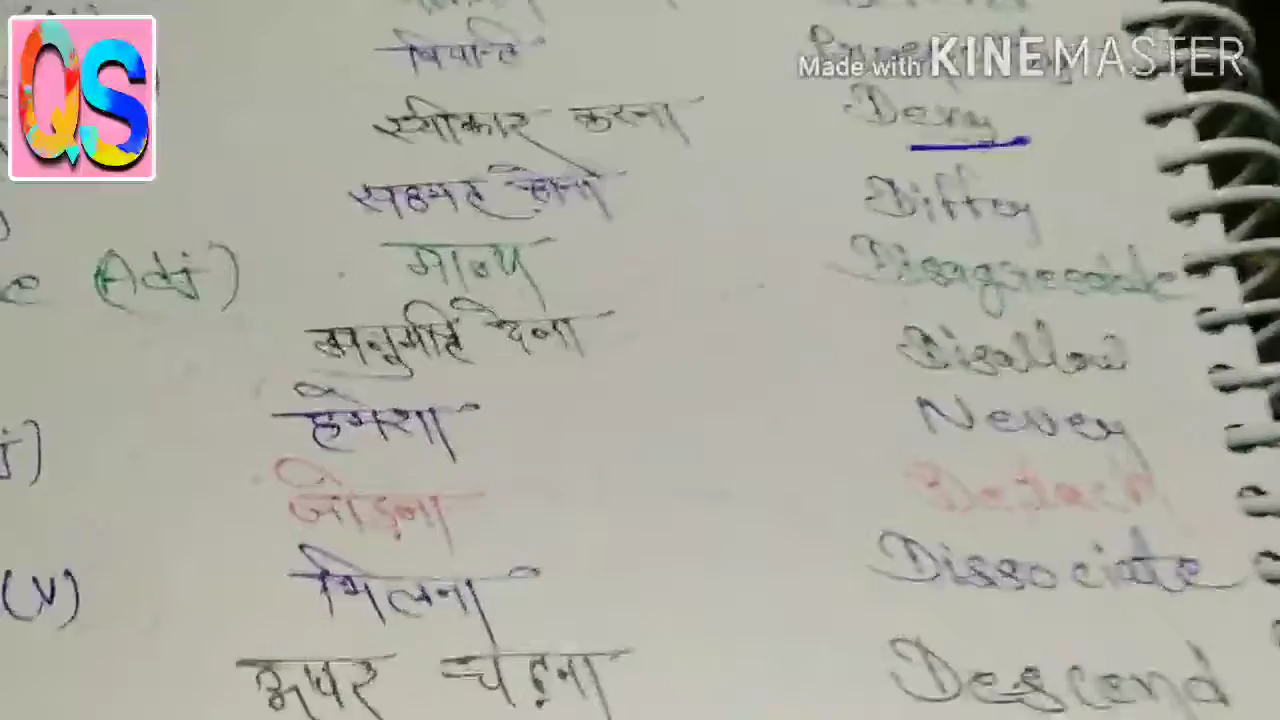 QS
Made with KINEMASTER
विपत्ति
स्वीकार करना Deny
सहमत होना Differ
e (Adj) मान्य Disagreeable
अनुमति देना Disallow
हमेशा Never
j)
जोड़ना Detach
(V) मिलना Dissociate
ऊपर चढ़ना Descend